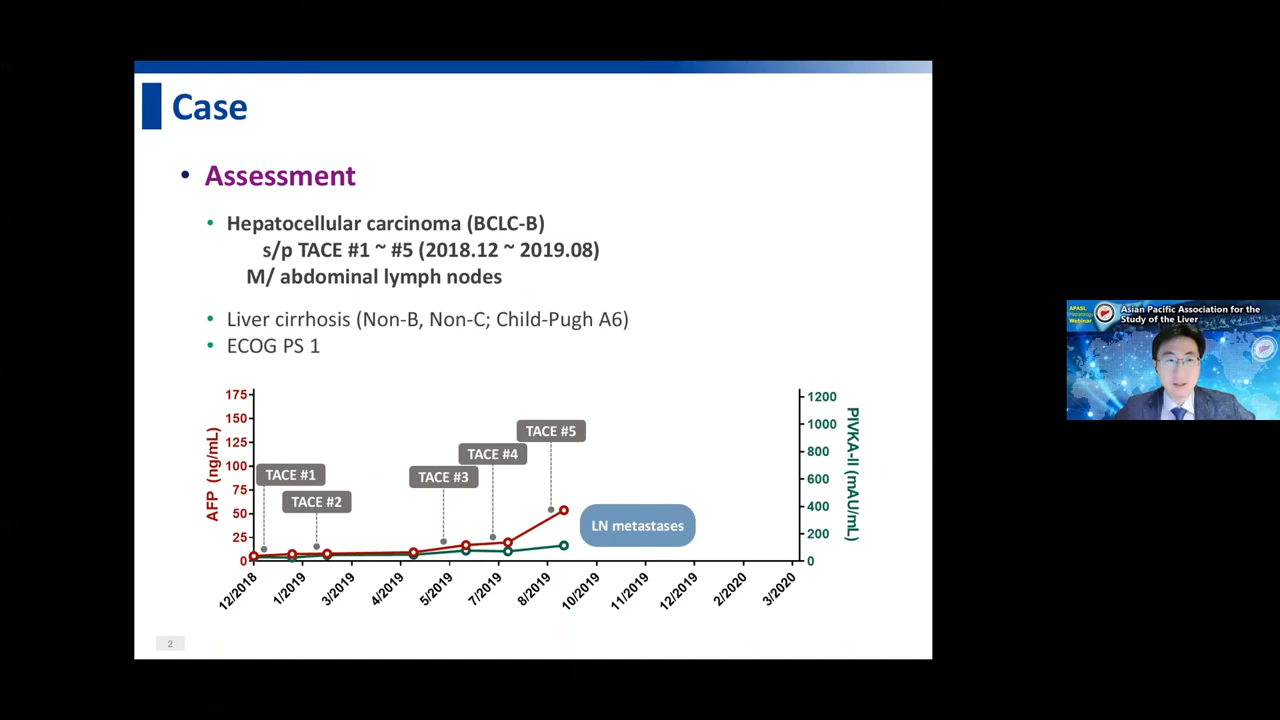 Case
• Assessment
• Hepatocellular carcinoma (BCLC-B)
s/p TACE #1 ~ #5 (2018.12 ~ 2019.08)
M/ abdominal lymph nodes
• Liver cirrhosis (Non-B, Non-C; Child-Pugh A6)
• ECOG PS 1
AFP (ng/mL)
175
150
125
100
75
50
25
0
TACE #1
TACE #2
TACE #3
TACE #4
TACE #5
LN metastases
1200
1000
800
600
400
200
0
PIVKA-II (mAU/mL)
12/2018
1/2019
3/2019
4/2019
5/2019
7/2019
8/2019
10/2019
11/2019
12/2019
2/2020
3/2020
2
APASL
Hepatology
Webinar
Asian Pacific Association for the
Study of the Liver